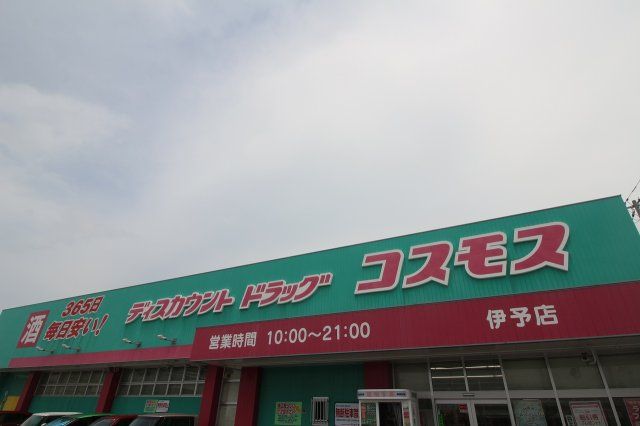 酒
365日
毎日安い!
ディスカウント ドラッグ コスモス
営業時間 10:00～21:00
伊予店